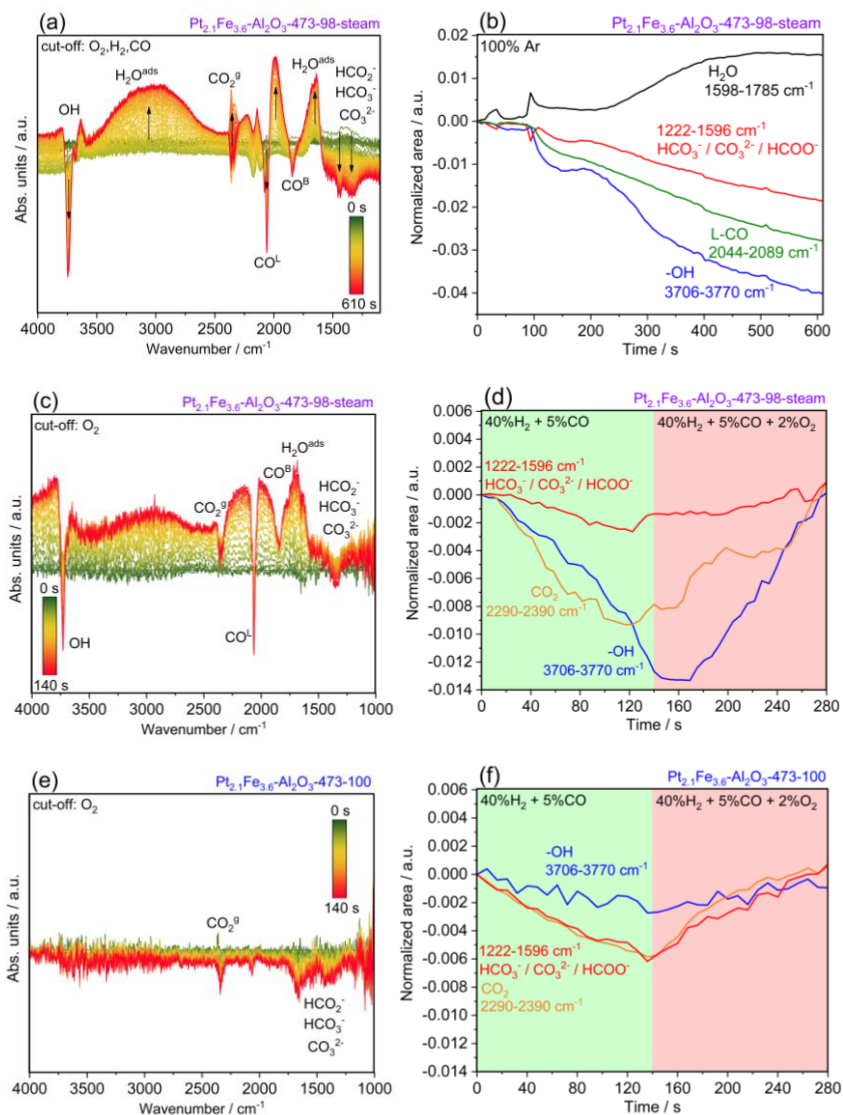 (a)
Pt2.1Fe3.6-Al2O3-473-98-steam
cut-off: O2,H2,CO
H2Oads
CO2g
H2Oads
HCO2-
HCO3-
CO32-
OH
COB
COL
0 s
610 s
Abs. units / a.u.
4000 3500 3000 2500 2000 1500
Wavenumber / cm-1
(b)
Pt2.1Fe3.6-Al2O3-473-98-steam
100% Ar
H2O
1598-1785 cm-1
1222-1596 cm-1
HCO3- / CO32- / HCOO-
L-CO
2044-2089 cm-1
-OH
3706-3770 cm-1
Normalized area / a.u.
0.02
0.01
0.00
-0.01
-0.02
-0.03
-0.04
0 100 200 300 400 500 600
Time / s
(c)
Pt2.1Fe3.6-Al2O3-473-98-steam
cut-off: O2
H2Oads
COB
CO2g
HCO2-
HCO3-
CO32-
0 s
140 s
OH
COL
Abs. units / a.u.
4000 3500 3000 2500 2000 1500 1000
Wavenumber / cm-1
(d)
Pt2.1Fe3.6-Al2O3-473-98-steam
40%H2 + 5%CO
40%H2 + 5%CO + 2%O2
1222-1596 cm-1
HCO3- / CO32- / HCOO-
CO2
2290-2390 cm-1
-OH
3706-3770 cm-1
Normalized area / a.u.
0.006
0.004
0.002
0.000
-0.002
-0.004
-0.006
-0.008
-0.010
-0.012
-0.014
0 40 80 120 160 200 240 280
Time / s
(e)
Pt2.1Fe3.6-Al2O3-473-100
cut-off: O2
0 s
140 s
CO2g
HCO2-
HCO3-
CO32-
Abs. units / a.u.
4000 3500 3000 2500 2000 1500 1000
Wavenumber / cm-1
(f)
Pt2.1Fe3.6-Al2O3-473-100
40%H2 + 5%CO
40%H2 + 5%CO + 2%O2
-OH
3706-3770 cm-1
1222-1596 cm-1
HCO3- / CO32- / HCOO-
CO2
2290-2390 cm-1
Normalized area / a.u.
0.006
0.004
0.002
0.000
-0.002
-0.004
-0.006
-0.008
-0.010
-0.012
-0.014
0 40 80 120 160 200 240 280
Time / s